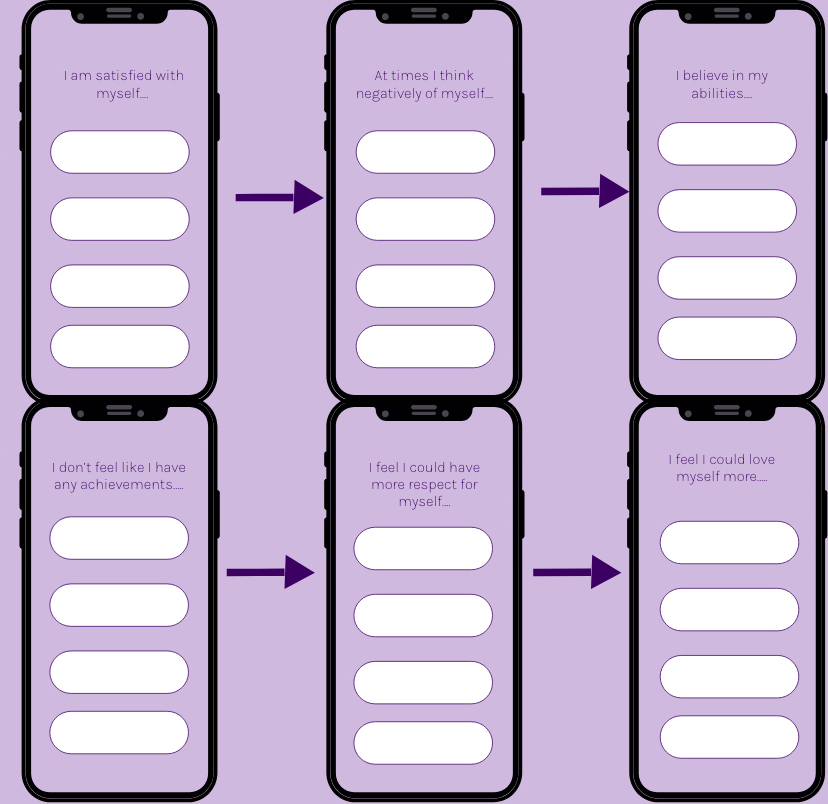 I am satisfied with
myself....
At times I think
negatively of myself....
I believe in my
abilities....
I don't feel like I have
any achievements.....
I feel I could have
more respect for
myself....
I feel I could love
myself more.....